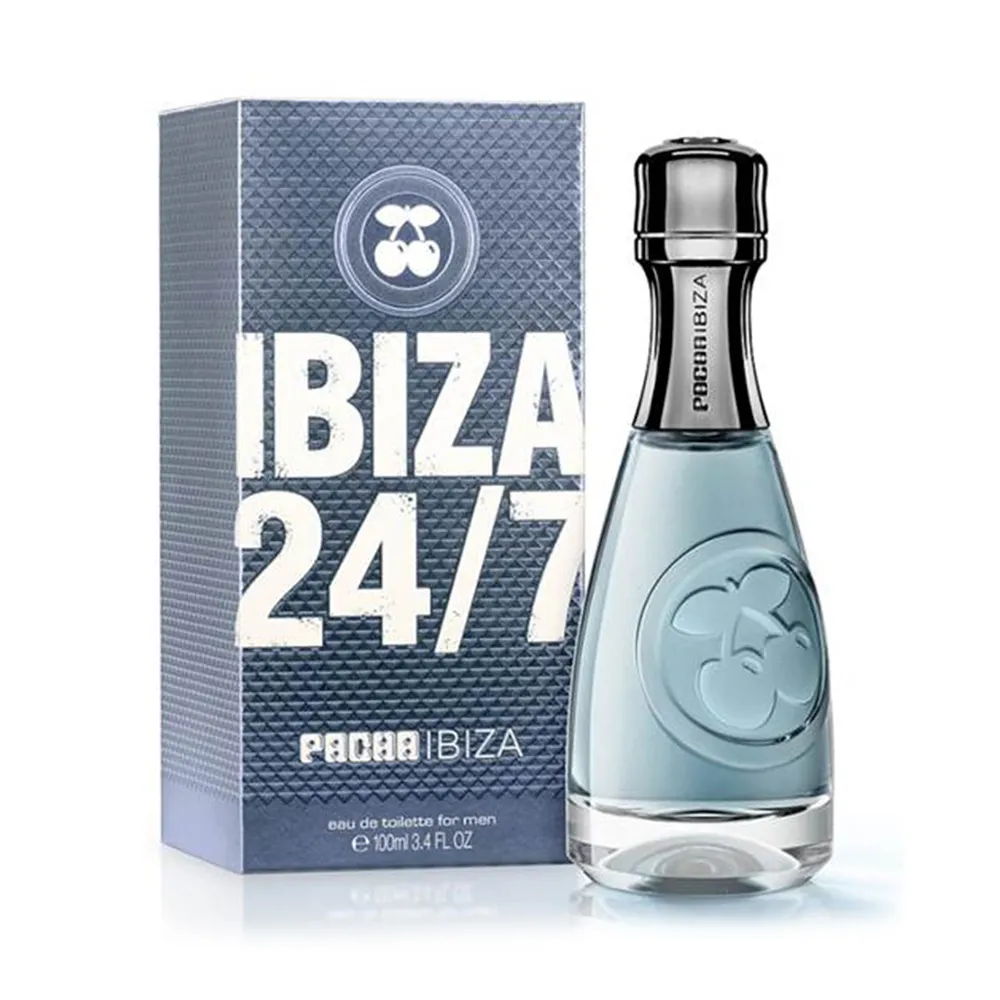 IBIZA
24/7
PACHA IBIZA
eau de toilette for men
℮ 100ml 3.4 FL OZ
PACHA IBIZA